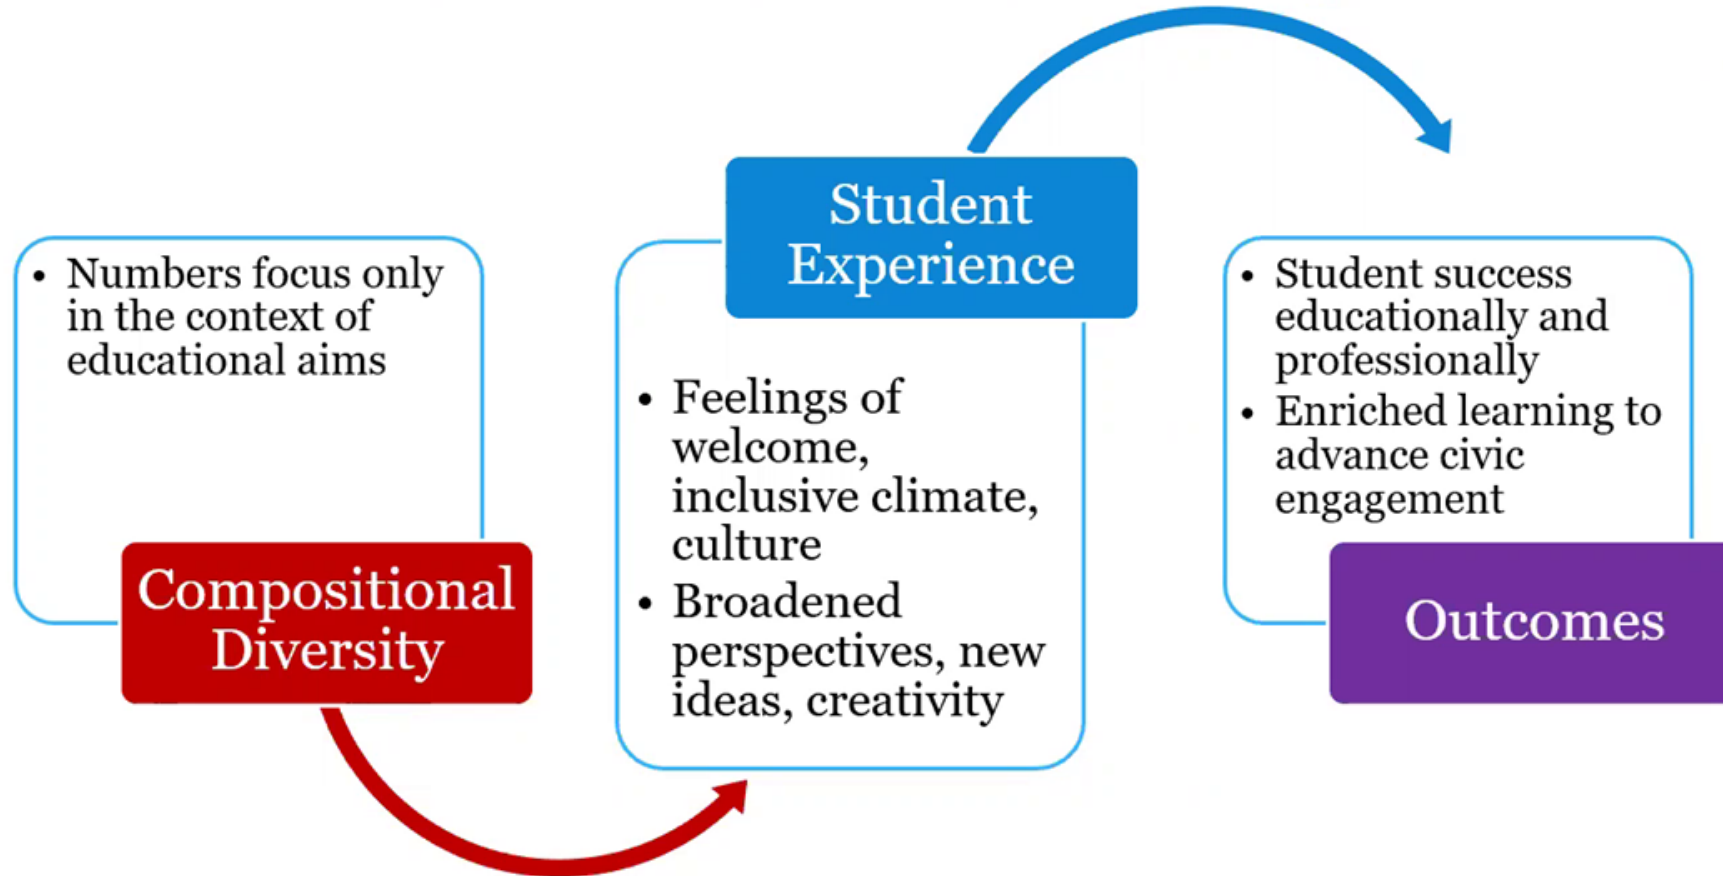 • Numbers focus only
in the context of
educational aims
Compositional
Diversity
Student
Experience
• Feelings of
welcome,
inclusive climate,
culture
• Broadened
perspectives, new
ideas, creativity
• Student success
educationally and
professionally
• Enriched learning to
advance civic
engagement
Outcomes